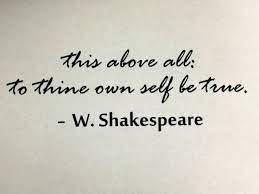 this above all:
to thine own self be true.
- W. Shakespeare